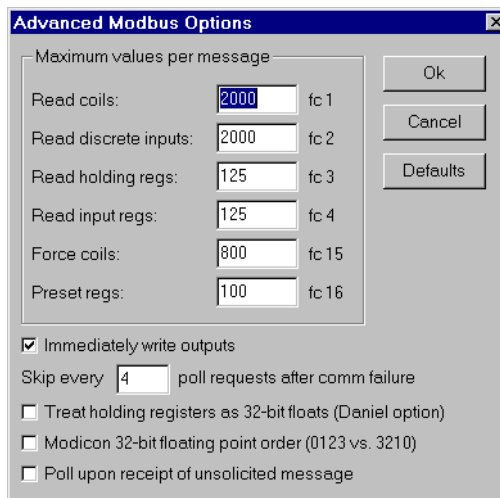 Advanced Modbus Options
Maximum values per message
Read coils: 2000 fc 1
Read discrete inputs: 2000 fc 2
Read holding regs: 125 fc 3
Read input regs: 125 fc 4
Force coils: 800 fc 15
Preset regs: 100 fc 16
Ok
Cancel
Defaults
Immediately write outputs
Skip every 4 poll requests after comm failure
Treat holding registers as 32-bit floats (Daniel option)
Modicon 32-bit floating point order (0123 vs. 3210)
Poll upon receipt of unsolicited message